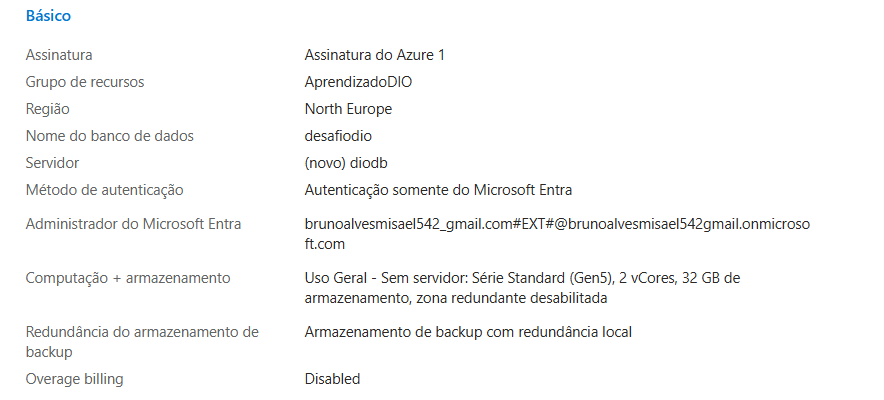 Básico
Assinatura Assinatura do Azure 1
Grupo de recursos AprendizadoDIO
Região North Europe
Nome do banco de dados desafiodio
Servidor (novo) diodb
Método de autenticação Autenticação somente do Microsoft Entra
Administrador do Microsoft Entra brunoalvesmisael542_gmail.com#EXT#@brunoalvesmisael542gmail.onmicroso
ft.com
Computação + armazenamento Uso Geral - Sem servidor: Série Standard (Gen5), 2 vCores, 32 GB de
armazenamento, zona redundante desabilitada
Redundância do armazenamento de Armazenamento de backup com redundância local
backup
Overage billing Disabled